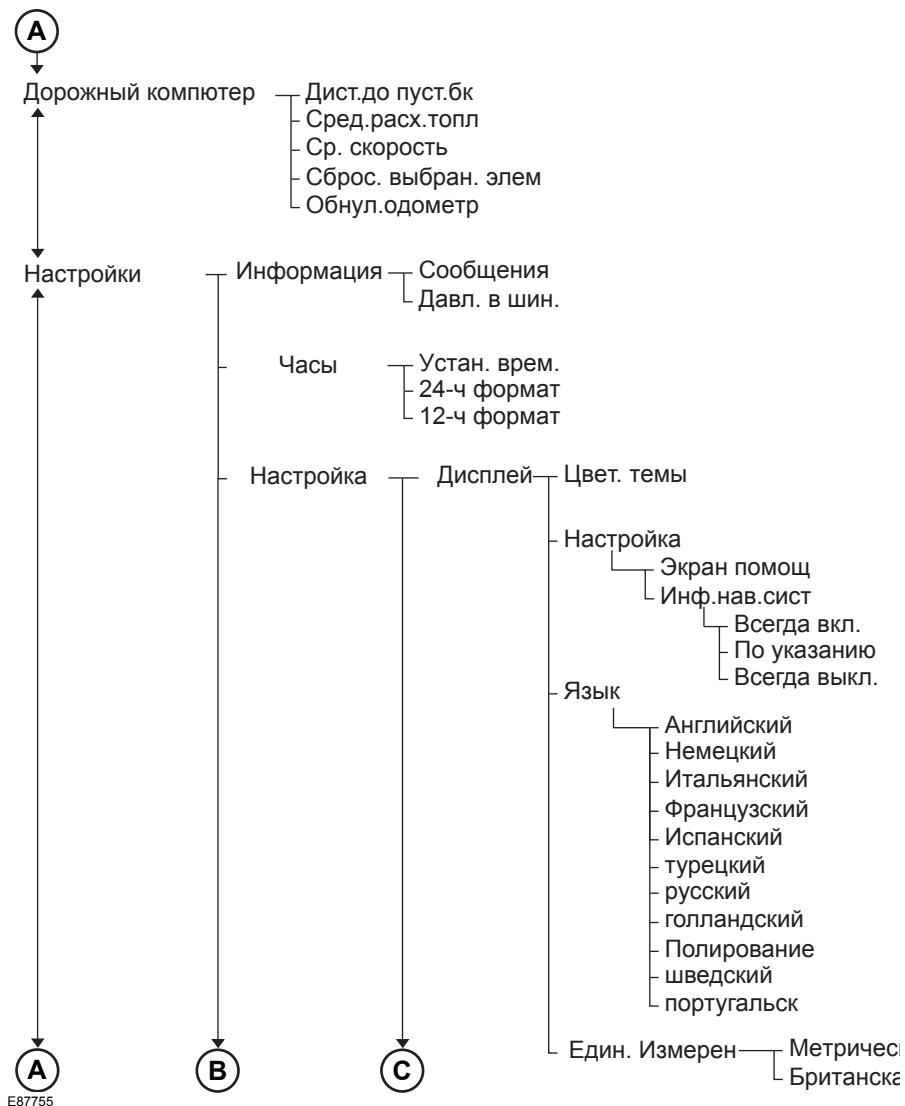 A
Дорожный компютер
Дист.до пуст.бк
Сред.расх.топл
Ср. скорость
Сброс. выбран. элем
Обнул.одометр
Настройки
Информация
Сообщения
Давл. в шин.
Часы
Устан. врем.
24-ч формат
12-ч формат
Настройка
Дисплей
Цвет. темы
Настройка
Экран помощ
Инф.нав.сист
Всегда вкл.
По указанию
Всегда выкл.
Язык
Английский
Немецкий
Итальянский
Французский
Испанский
турецкий
русский
голландский
Полирование
шведский
португальск
Един. Измерен
Метричес
Британска
A
B
C
E87755